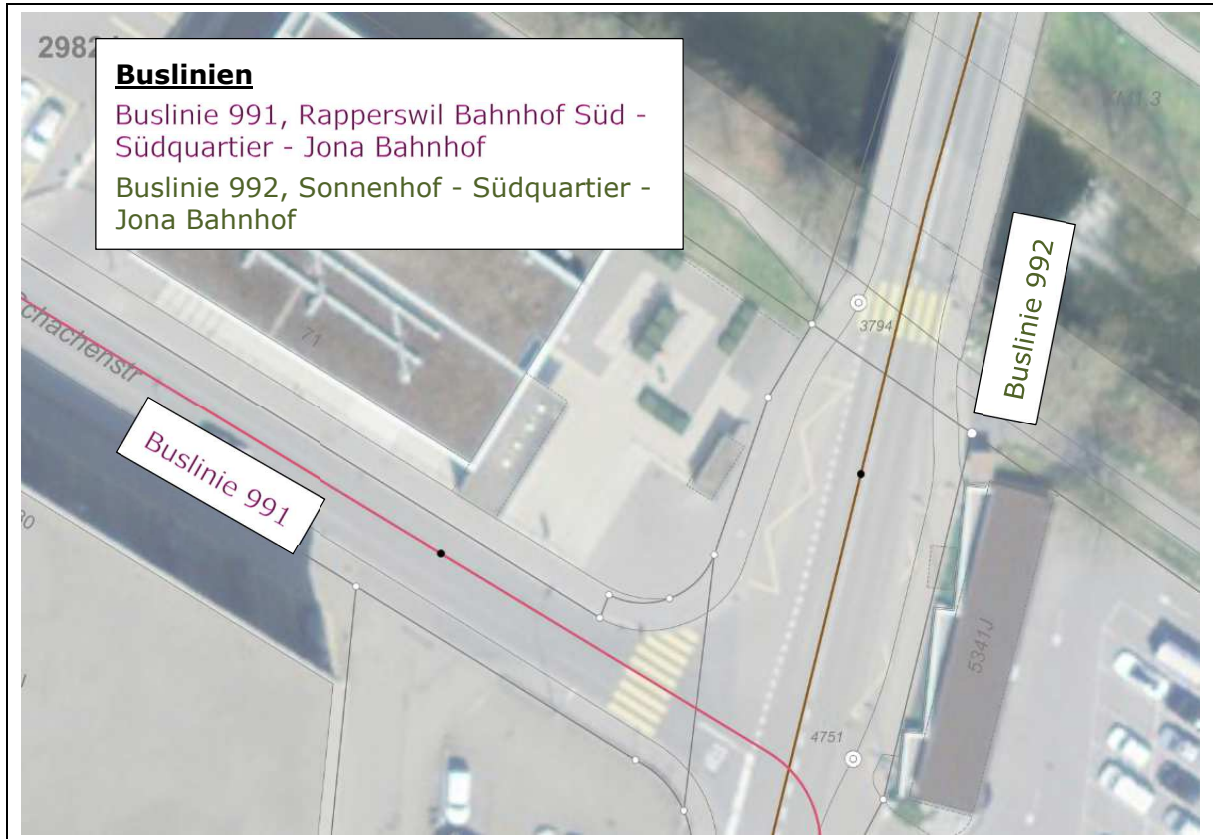 2982
Buslinien
Buslinie 991, Rapperswil Bahnhof Süd -
Südquartier - Jona Bahnhof
Buslinie 992, Sonnenhof - Südquartier -
Jona Bahnhof
Buslinie 992
3794
chachenstr
71
Buslinie 991
5341J
4751